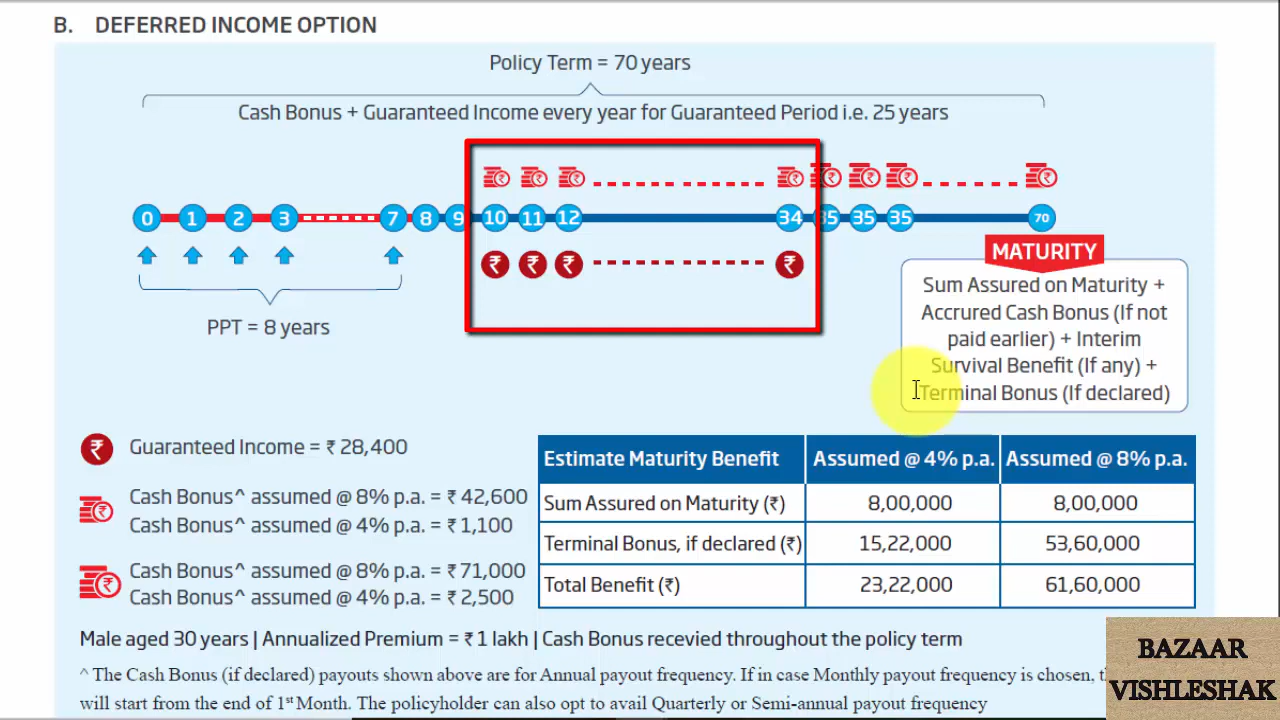 B. DEFERRED INCOME OPTION
Policy Term = 70 years
Cash Bonus + Guaranteed Income every year for Guaranteed Period i.e. 25 years
0 1 2 3 7 8 9 10 11 12 34 35 35 35 70
₹ ₹ ₹ ₹
MATURITY
Sum Assured on Maturity +
Accrured Cash Bonus (If not
paid earlier) + Interim
Survival Benefit (If any) +
Terminal Bonus (If declared)
PPT = 8 years
₹ Guaranteed Income = ₹ 28,400
Cash Bonus^ assumed @ 8% p.a. = ₹ 42,600
Cash Bonus^ assumed @ 4% p.a. = ₹ 1,100
Cash Bonus^ assumed @ 8% p.a. = ₹ 71,000
Cash Bonus^ assumed @ 4% p.a. = ₹ 2,500
Estimate Maturity Benefit Assumed @ 4% p.a. Assumed @ 8% p.a.
Sum Assured on Maturity (₹) 8,00,000 8,00,000
Terminal Bonus, if declared (₹) 15,22,000 53,60,000
Total Benefit (₹) 23,22,000 61,60,000
Male aged 30 years | Annualized Premium = ₹ 1 lakh | Cash Bonus recevied throughout the policy term
^ The Cash Bonus (if declared) payouts shown above are for Annual payout frequency. If in case Monthly payout frequency is chosen,
will start from the end of 1st Month. The policyholder can also opt to avail Quarterly or Semi-annual payout frequency
BAZAAR
VISHLESHAK